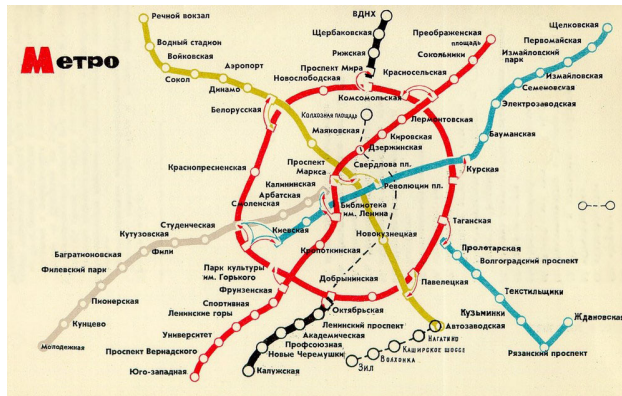 Метро
Речной вокзал
Водный стадион
Войковская
Сокол
Аэропорт
Динамо
Белорусская
ВДНХ
Щербаковская
Рижская
Проспект Мира
Новослободская
Комсомольская
Преображенская
площадь
Сокольники
Красносельская
Щелковская
Первомайская
Измайловский
парк
Измайловская
Семеновская
Электрозаводская
Бауманская
Курская
Лермонтовская
Кировская
Дзержинская
Колхозная площадь
Маяковская
Свердлова пл.
Проспект
Маркса
Революции пл.
Краснопресненская
Калининская
Арбатская
Смоленская
Библиотека
им. Ленина
Киевская
Студенческая
Кутузовская
Фили
Багратионовская
Филевский парк
Пионерская
Кунцево
Молодежная
Кропоткинская
Новокузнецкая
Таганская
Пролетарская
Волгоградский проспект
Текстильщики
Кузьминки
Ждановская
Рязанский проспект
Павелецкая
Автозаводская
Добрынинская
Октябрьская
Парк культуры
им. Горького
Фрунзенская
Спортивная
Ленинские горы
Университет
Проспект Вернадского
Юго-западная
Ленинский проспект
Академическая
Профсоюзная
Новые Черемушки
Калужская
Нагатино
Каширское шоссе
Волхонка
ЗИЛ